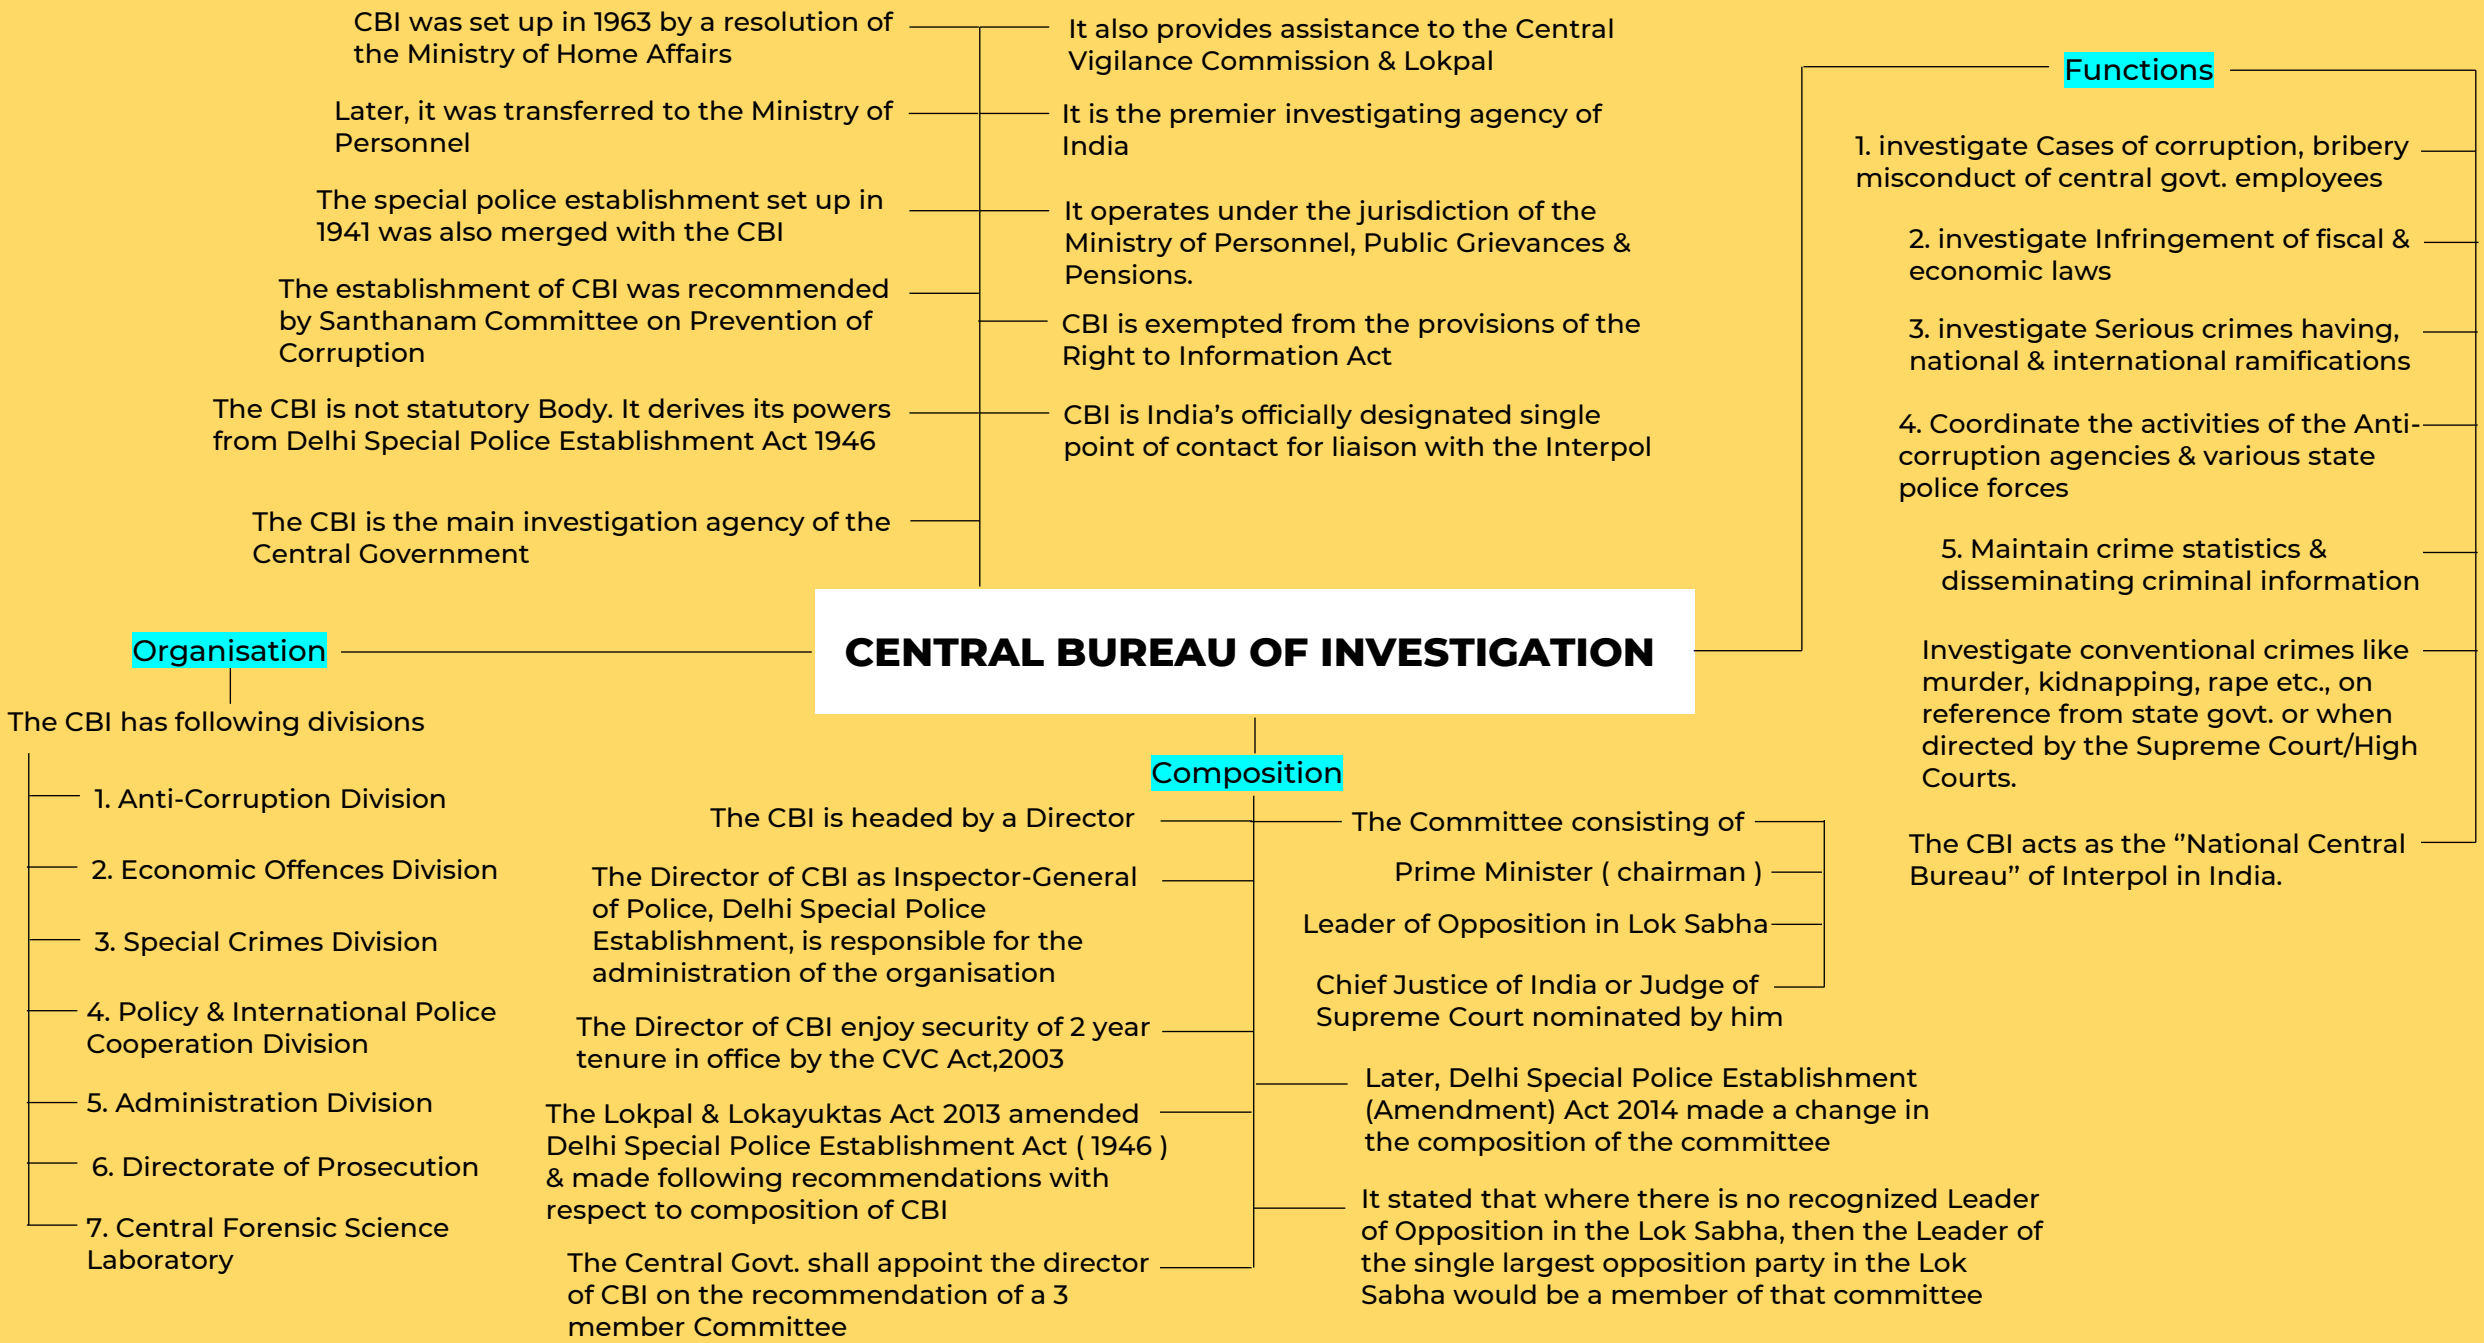 CBI was set up in 1963 by a resolution of
the Ministry of Home Affairs
Later, it was transferred to the Ministry of
Personnel
The special police establishment set up in
1941 was also merged with the CBI
The establishment of CBI was recommended
by Santhanam Committee on Prevention of
Corruption
The CBI is not statutory Body. It derives its powers
from Delhi Special Police Establishment Act 1946
The CBI is the main investigation agency of the
Central Government
It also provides assistance to the Central
Vigilance Commission & Lokpal
It is the premier investigating agency of
India
It operates under the jurisdiction of the
Ministry of Personnel, Public Grievances &
Pensions.
CBI is exempted from the provisions of the
Right to Information Act
CBI is India’s officially designated single
point of contact for liaison with the Interpol
Functions
1. investigate Cases of corruption, bribery
misconduct of central govt. employees
2. investigate Infringement of fiscal &
economic laws
3. investigate Serious crimes having,
national & international ramifications
4. Coordinate the activities of the Anti-
corruption agencies & various state
police forces
5. Maintain crime statistics &
disseminating criminal information
Investigate conventional crimes like
murder, kidnapping, rape etc., on
reference from state govt. or when
directed by the Supreme Court/High
Courts.
The CBI acts as the “National Central
Bureau” of Interpol in India.
CENTRAL BUREAU OF INVESTIGATION
Organisation
The CBI has following divisions
1. Anti-Corruption Division
2. Economic Offences Division
3. Special Crimes Division
4. Policy & International Police
Cooperation Division
5. Administration Division
6. Directorate of Prosecution
7. Central Forensic Science
Laboratory
Composition
The CBI is headed by a Director
The Director of CBI as Inspector-General
of Police, Delhi Special Police
Establishment, is responsible for the
administration of the organisation
The Director of CBI enjoy security of 2 year
tenure in office by the CVC Act,2003
The Lokpal & Lokayuktas Act 2013 amended
Delhi Special Police Establishment Act ( 1946 )
& made following recommendations with
respect to composition of CBI
The Central Govt. shall appoint the director
of CBI on the recommendation of a 3
member Committee
The Committee consisting of
Prime Minister ( chairman )
Leader of Opposition in Lok Sabha
Chief Justice of India or Judge of
Supreme Court nominated by him
Later, Delhi Special Police Establishment
(Amendment) Act 2014 made a change in
the composition of the committee
It stated that where there is no recognized Leader
of Opposition in the Lok Sabha, then the Leader of
the single largest opposition party in the Lok
Sabha would be a member of that committee